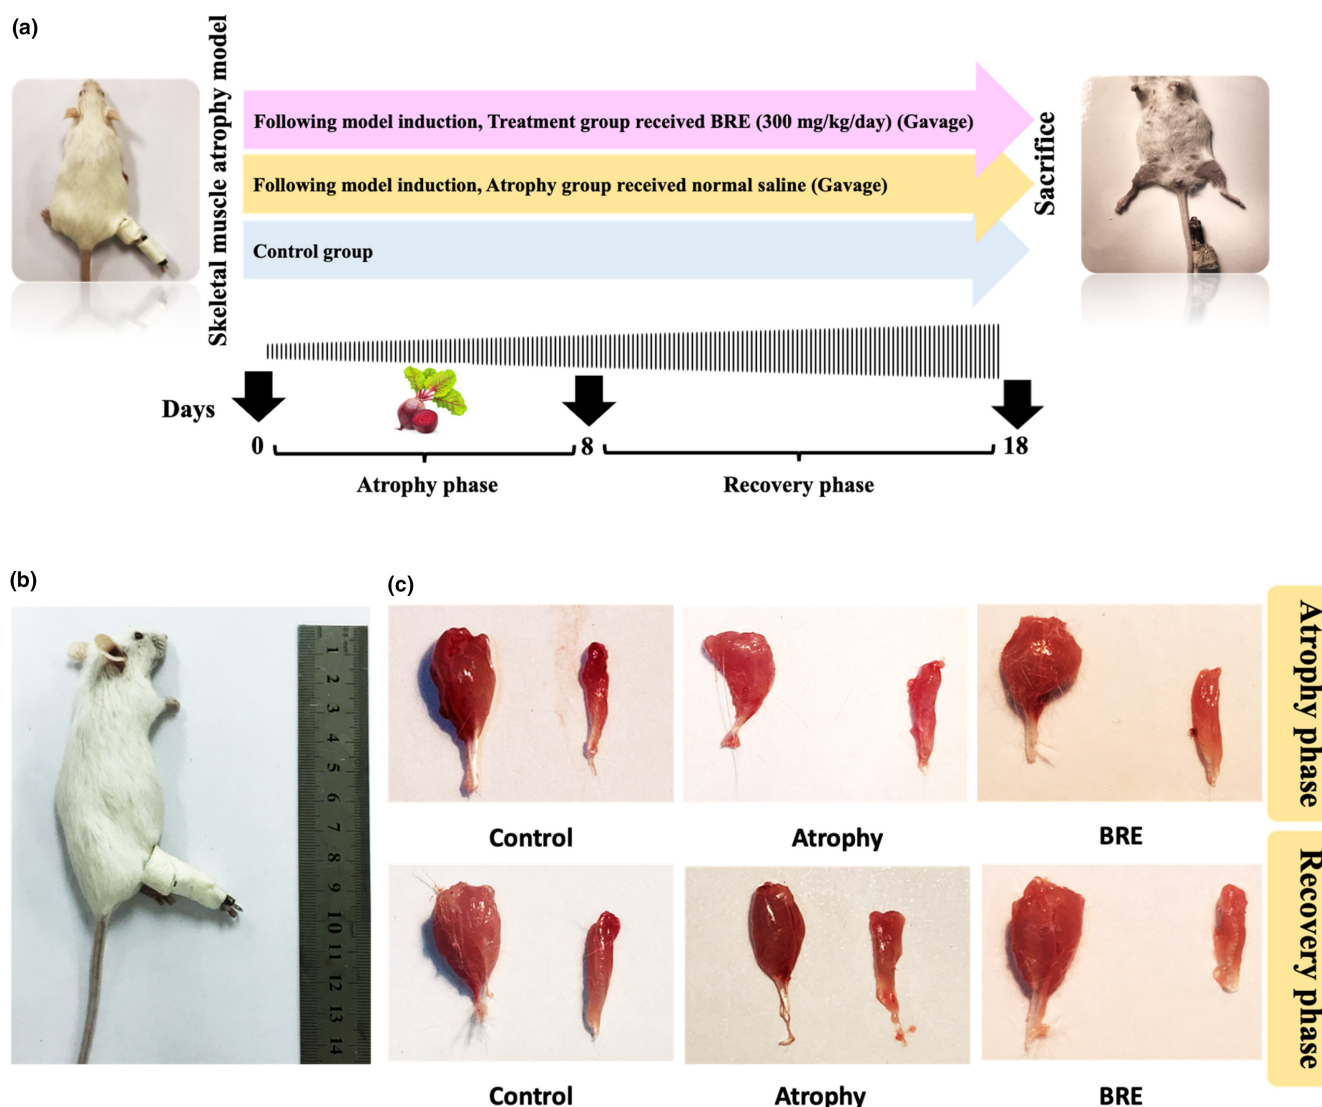 (a)
Skeletal muscle atrophy model
Following model induction, Treatment group received BRE (300 mg/kg/day) (Gavage)
Following model induction, Atrophy group received normal saline (Gavage)
Control group
Sacrifice
Days
0
8
18
Atrophy phase
Recovery phase
(b)
1
2
3
4
5
6
7
8
9
10
11
12
13
14
(c)
Control
Atrophy
BRE
Atrophy phase
Control
Atrophy
BRE
Recovery phase